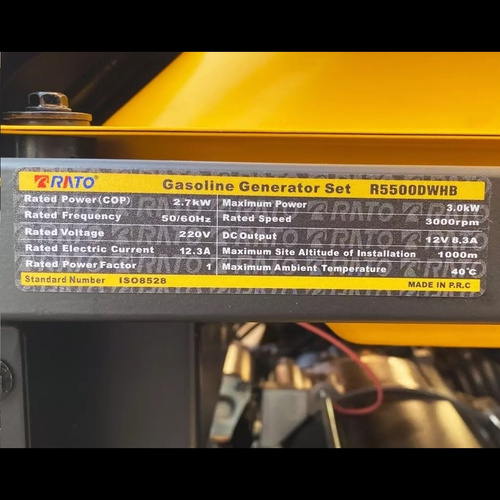 RATO® Gasoline Generator Set R5500DWHB
Rated Power(COP) 2.7kW Maximum Power 3.0kW
Rated Frequency 50/60Hz Rated Speed 3000rpm
Rated Voltage 220V DC Output 12V 8.3A
Rated Electric Current 12.3A Maximum Site Altitude of Installation 1000m
Rated Power Factor 1 Maximum Ambient Temperature 40℃
Standard Number ISO8528 MADE IN P.R.C